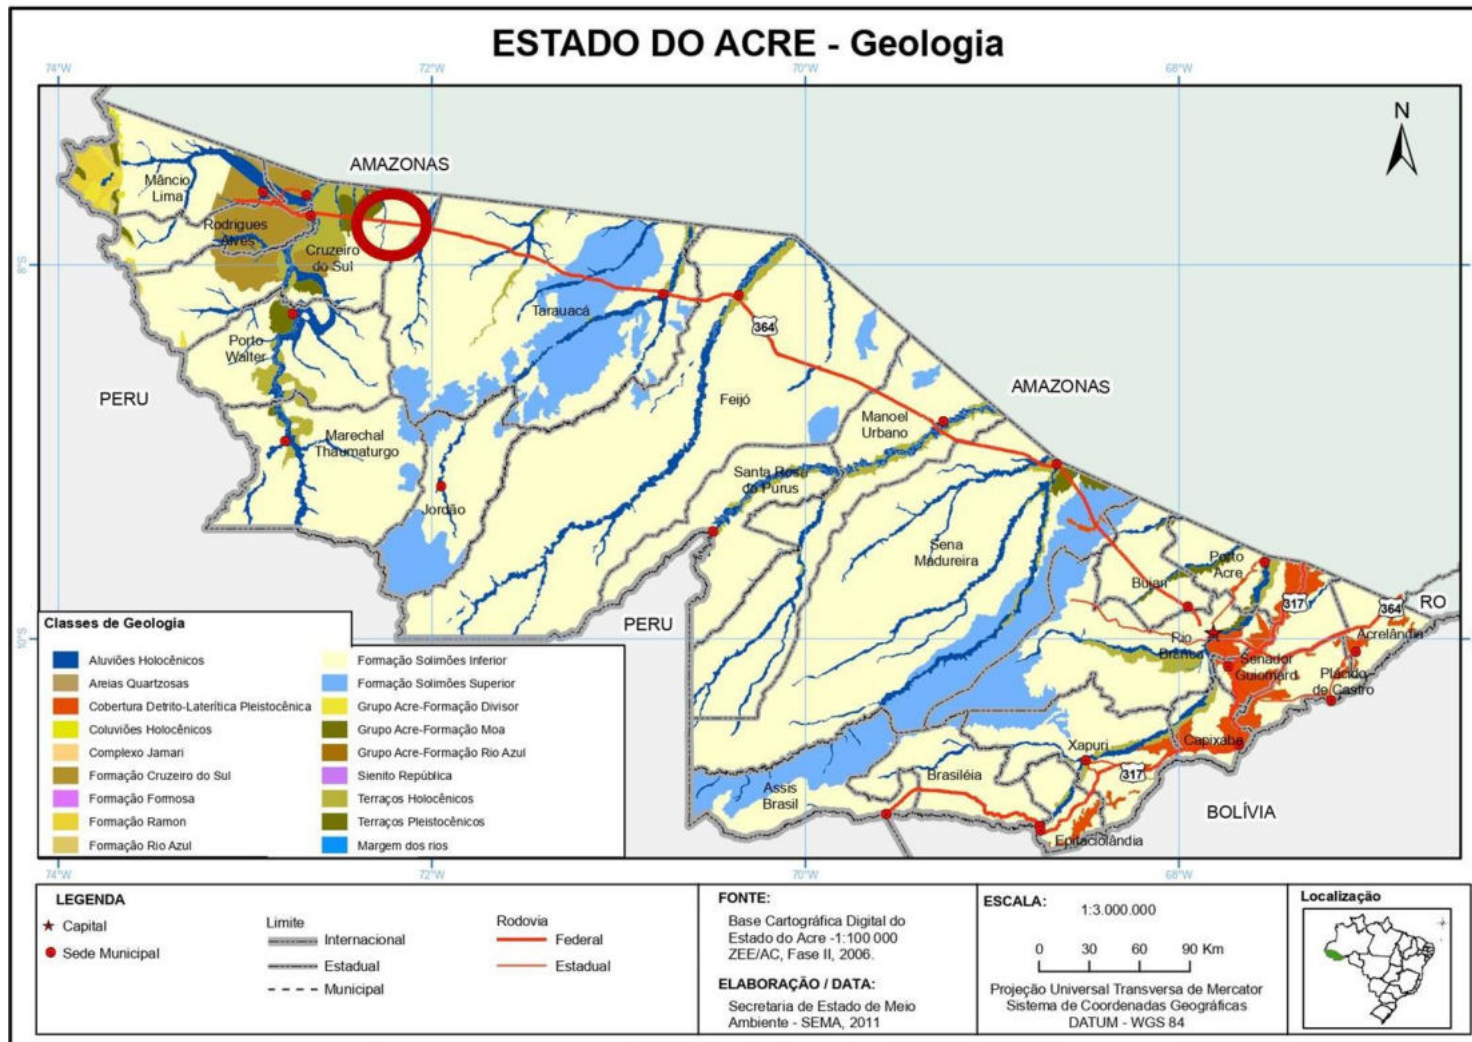 ESTADO DO ACRE - Geologia
74°W
72°W
70°W
68°W
N
AMAZONAS
Mâncio
Lima
Rodrigues
Alves
Cruzeiro
do Sul
8°S
Tarauacá
364
Porto
Walter
PERU
AMAZONAS
Feijó
Manoel
Urbano
Marechal
Thaumaturgo
Santa Rosa
do Purus
Jordão
Sena
Madureira
Porto
Acre
Bujari
317
364
RO
PERU
10°S
Rio
Branco
Acrelândia
Senador
Guiomard
Plácido
de Castro
Capixaba
Xapuri
317
Brasiléia
Assis
Brasil
BOLÍVIA
Epitaciolândia
Classes de Geologia
Aluviões Holocênicos
Areias Quartzosas
Cobertura Detrito-Laterítica Pleistocênica
Coluviões Holocênicos
Complexo Jamari
Formação Cruzeiro do Sul
Formação Formosa
Formação Ramon
Formação Rio Azul
Formação Solimões Inferior
Formação Solimões Superior
Grupo Acre-Formação Divisor
Grupo Acre-Formação Moa
Grupo Acre-Formação Rio Azul
Sienito República
Terraços Holocênicos
Terraços Pleistocênicos
Margem dos rios
74°W
72°W
70°W
68°W
LEGENDA
Capital
Sede Municipal
Limite
Internacional
Estadual
Municipal
Rodovia
Federal
Estadual
FONTE:
Base Cartográfica Digital do
Estado do Acre -1:100 000
ZEE/AC, Fase II, 2006.
ELABORAÇÃO / DATA:
Secretaria de Estado de Meio
Ambiente - SEMA, 2011
ESCALA:
1:3.000.000
0 30 60 90 Km
Projeção Universal Transversa de Mercator
Sistema de Coordenadas Geográficas
DATUM - WGS 84
Localização